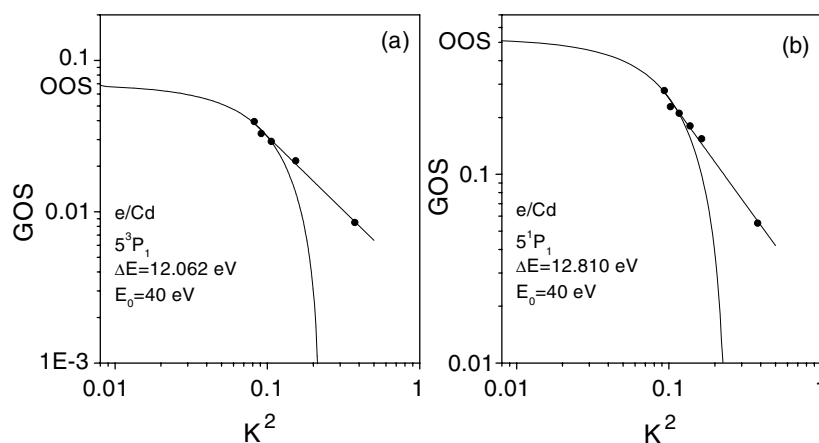 (a)
0.1
OOS
0.01
1E-3
GOS
e/Cd
5³P₁
ΔE=12.062 eV
E₀=40 eV
0.01
0.1
1
K²
(b)
OOS
0.1
0.01
GOS
e/Cd
5¹P₁
ΔE=12.810 eV
E₀=40 eV
0.01
0.1
1
K²